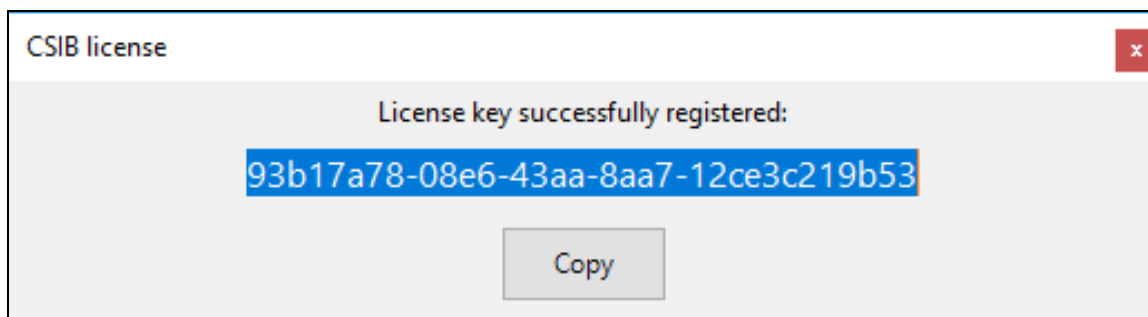 CSIB license
x
License key successfully registered:
93b17a78-08e6-43aa-8aa7-12ce3c219b53
Copy